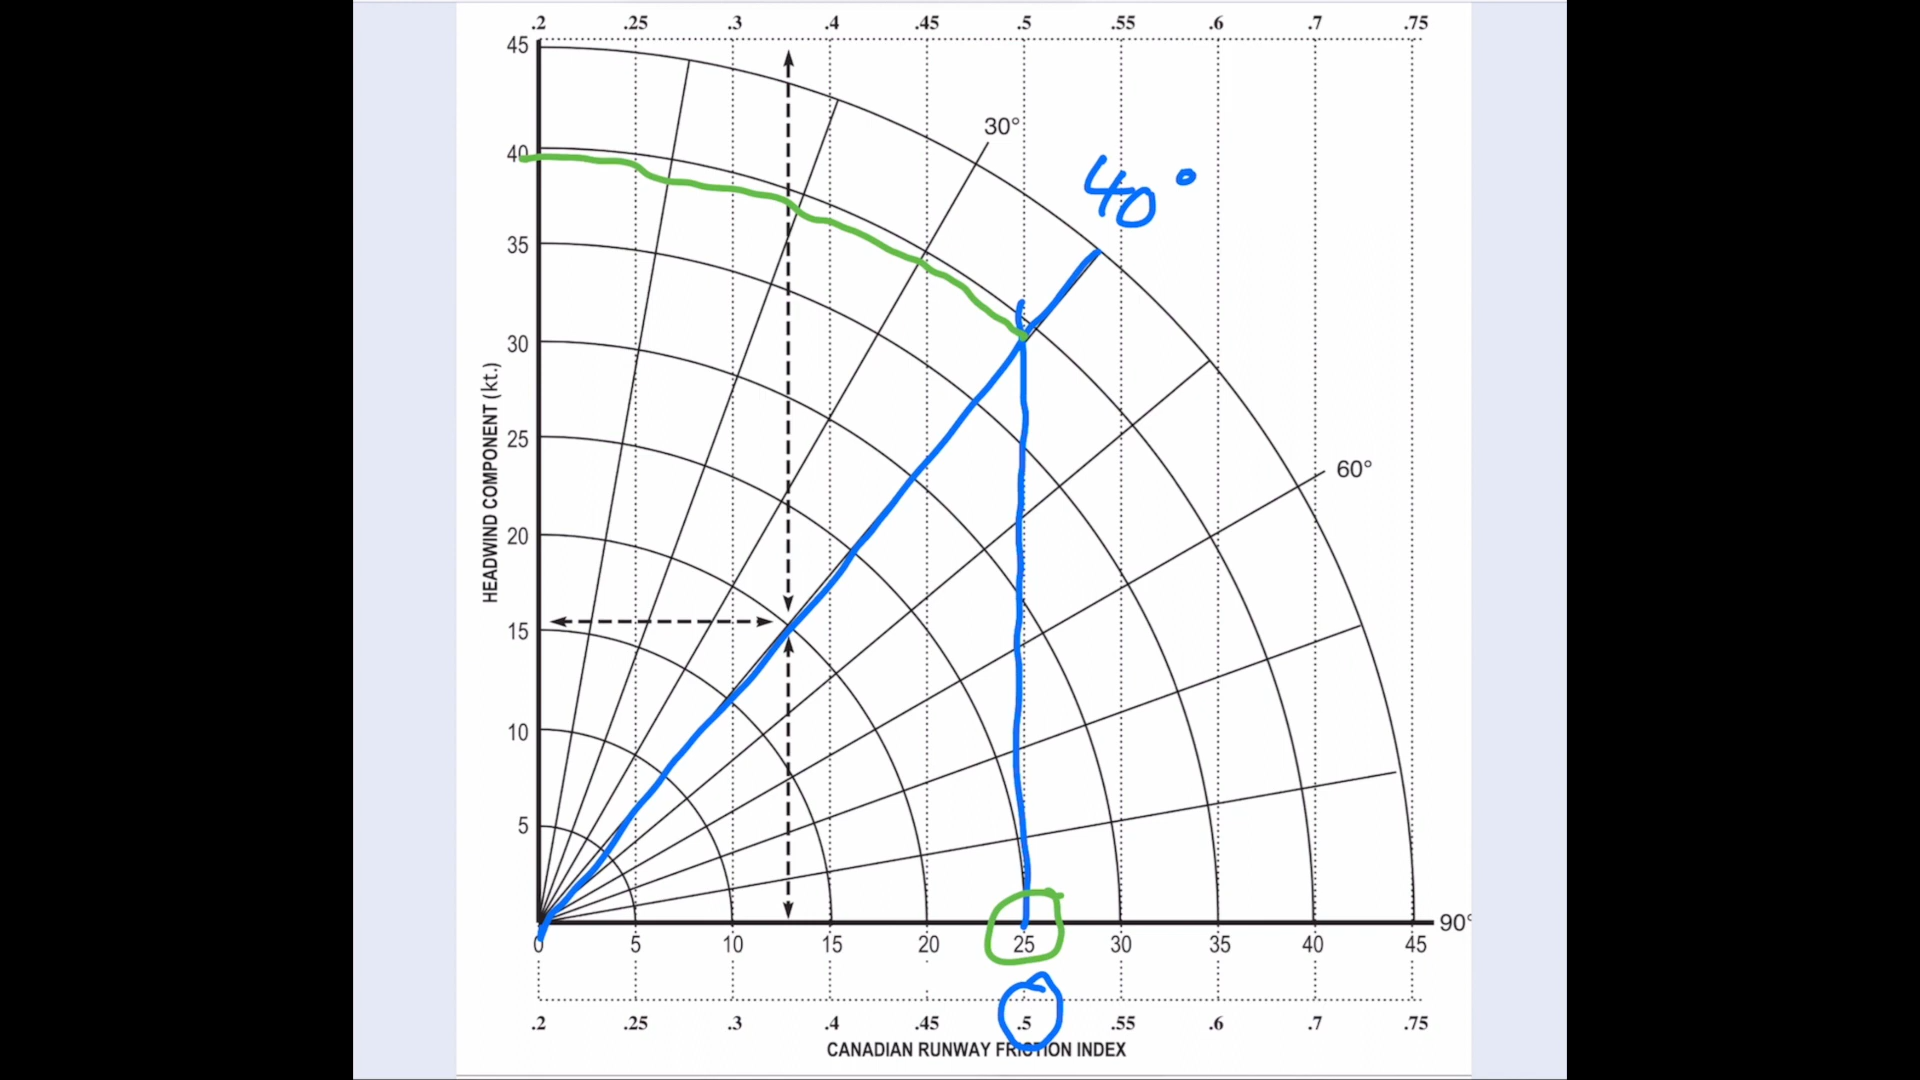 .2 .25 .3 .4 .45 .5 .55 .6 .7 .75
45
30°
40°
40
35
30
60°
25
20
15
10
5
HEADWIND COMPONENT (kt.)
90°
0 5 10 15 20 25 30 35 40 45
.2 .25 .3 .4 .45 .5 .55 .6 .7 .75
CANADIAN RUNWAY FRICTION INDEX